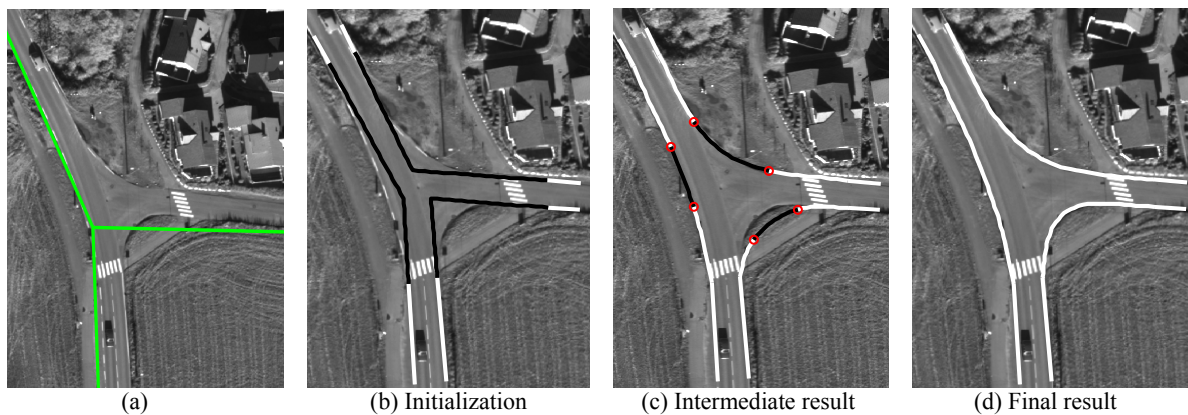 (a)
(b) Initialization
(c) Intermediate result
(d) Final result